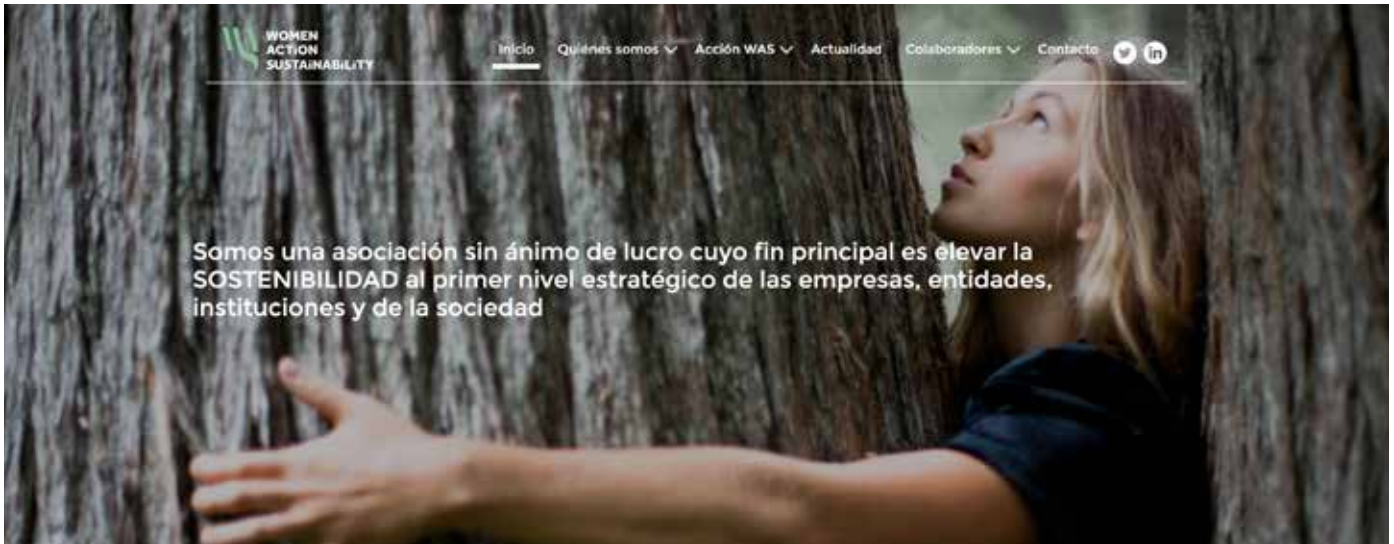 WOMEN
ACTiON
SUSTAiNABiLiTY
Inicio Quiénes somos Acción WAS Actualidad Colaboradores Contacto
Somos una asociación sin ánimo de lucro cuyo fin principal es elevar la
SOSTENIBILIDAD al primer nivel estratégico de las empresas, entidades,
instituciones y de la sociedad